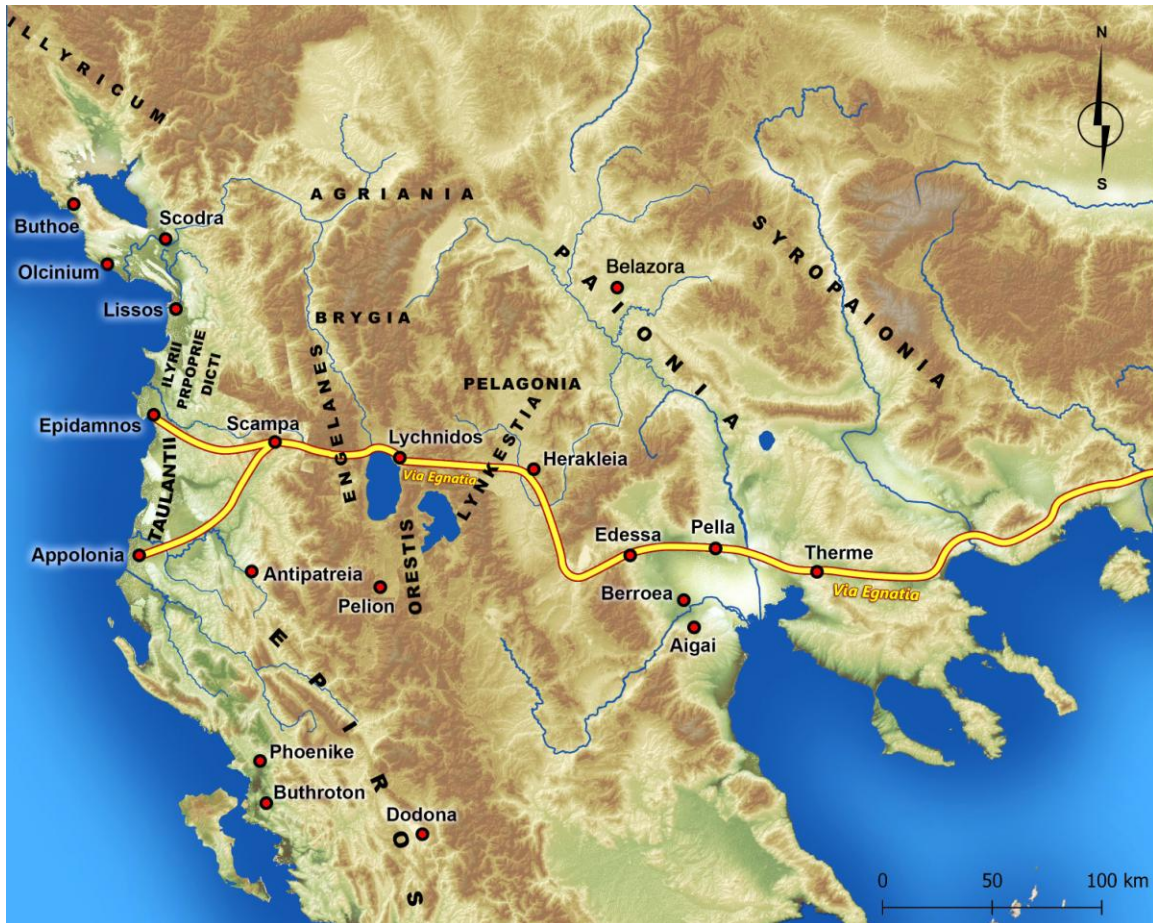 ILLYRICUM
N
S
AGRIANIA
Buthoe
Scodra
SYROPAIONIA
Olcinium
PAIONIA
Belazora
Lissos
BRYGIA
ILYRII
PRPOPRIE
DICTI
PELAGONIA
ENGELANES
Epidamnos
Scampa
Lychnidos
LYNKESTIA
Herakleia
Via Egnatia
TAULANTII
Appolonia
Edessa
Pella
Therme
Via Egnatia
Antipatreia
ORESTIS
Pelion
Berroea
Aigai
EPIROS
Phoenike
Buthroton
Dodona
0 50 100 km